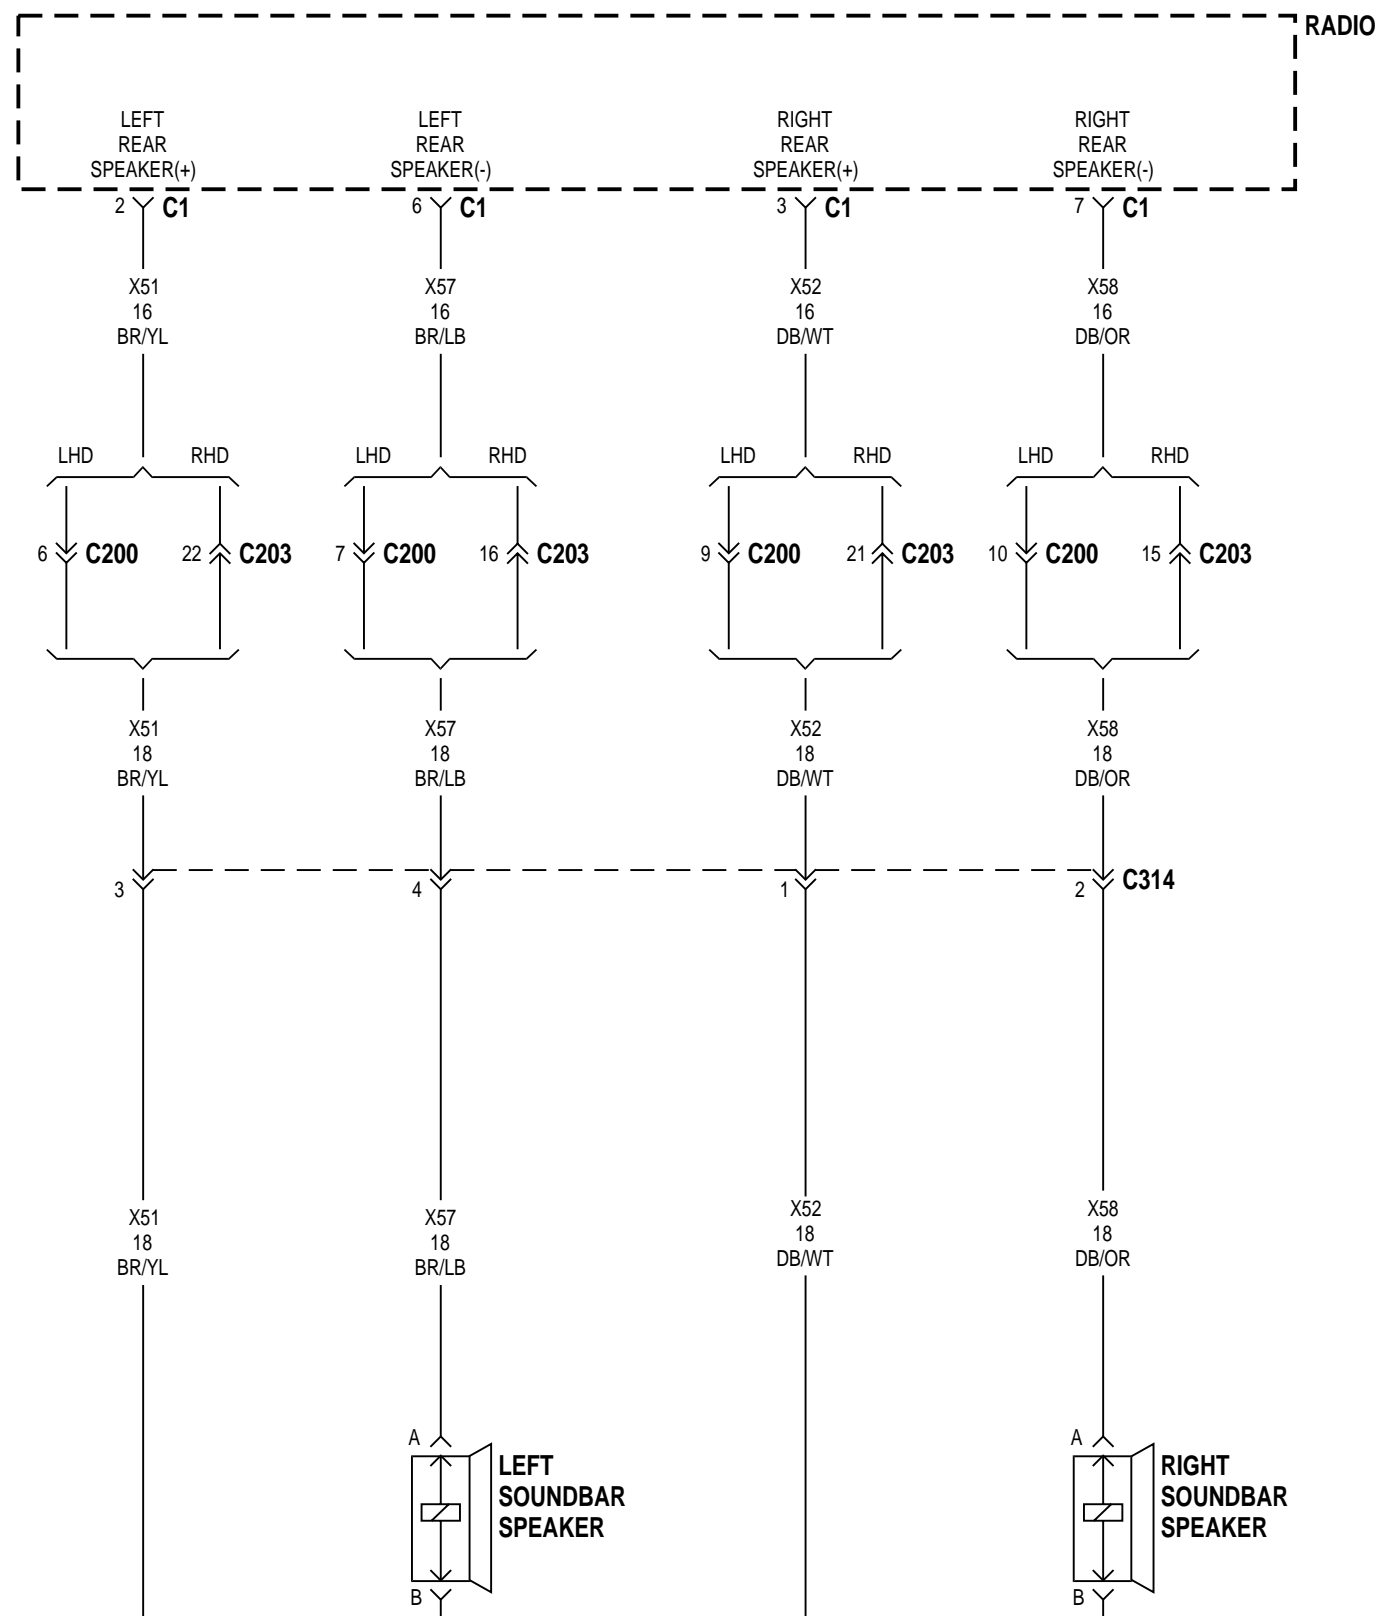 RADIO
LEFT
REAR
SPEAKER(+)
LEFT
REAR
SPEAKER(-)
RIGHT
REAR
SPEAKER(+)
RIGHT
REAR
SPEAKER(-)
2 C1
6 C1
3 C1
7 C1
X51
16
BR/YL
X57
16
BR/LB
X52
16
DB/WT
X58
16
DB/OR
LHD RHD
LHD RHD
LHD RHD
LHD RHD
6 C200 22 C203
7 C200 16 C203
9 C200 21 C203
10 C200 15 C203
X51
18
BR/YL
X57
18
BR/LB
X52
18
DB/WT
X58
18
DB/OR
3
4
1
2 C314
X51
18
BR/YL
X57
18
BR/LB
X52
18
DB/WT
X58
18
DB/OR
A
LEFT
SOUNDBAR
SPEAKER
B
A
RIGHT
SOUNDBAR
SPEAKER
B